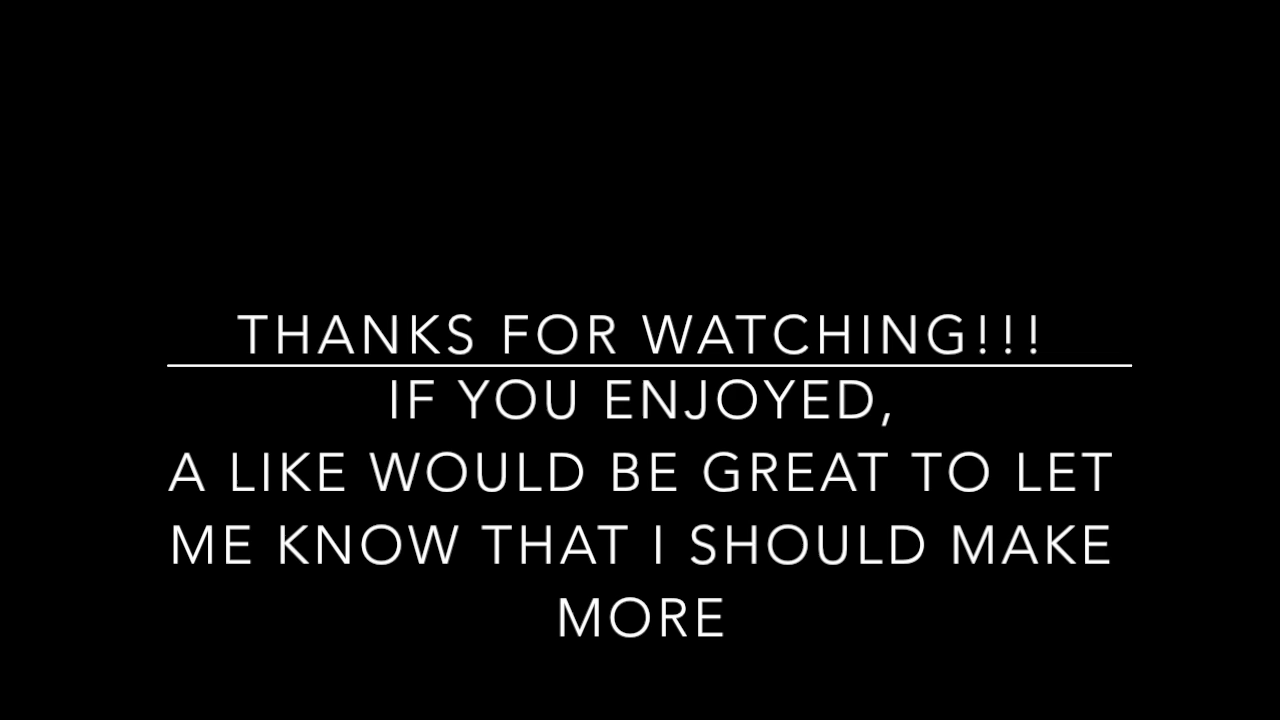 THANKS FOR WATCHING!!!
IF YOU ENJOYED,
A LIKE WOULD BE GREAT TO LET
ME KNOW THAT I SHOULD MAKE
MORE